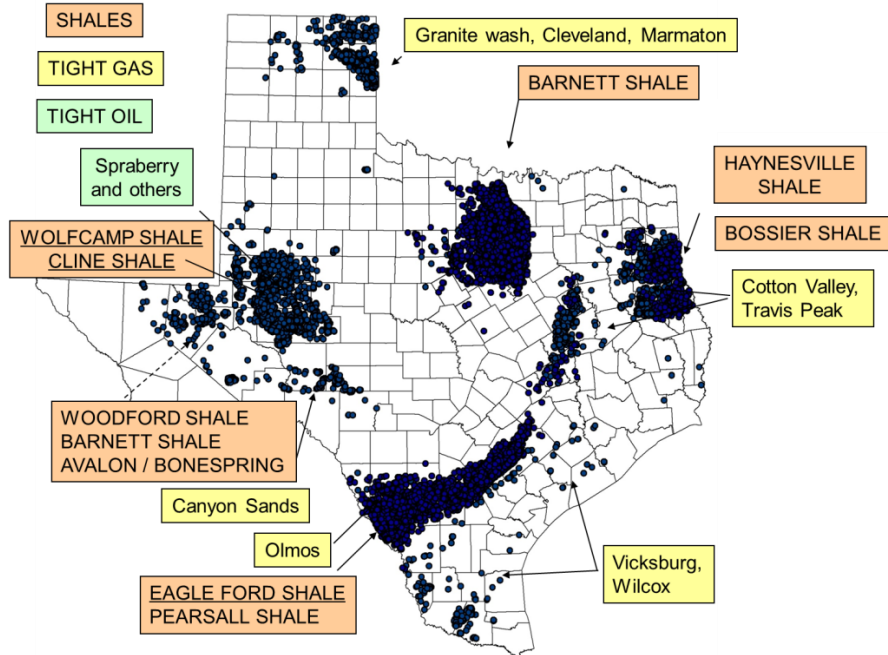 SHALES
TIGHT GAS
TIGHT OIL
Granite wash, Cleveland, Marmaton
BARNETT SHALE
Spraberry
and others
HAYNESVILLE
SHALE
WOLFCAMP SHALE
CLINE SHALE
BOSSIER SHALE
Cotton Valley,
Travis Peak
WOODFORD SHALE
BARNETT SHALE
AVALON / BONESPRING
Canyon Sands
Olmos
EAGLE FORD SHALE
PEARSALL SHALE
Vicksburg,
Wilcox